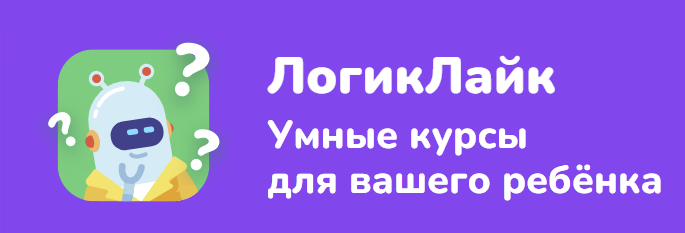 ЛогикЛайк
Умные курсы
для вашего ребёнка
? ? ?